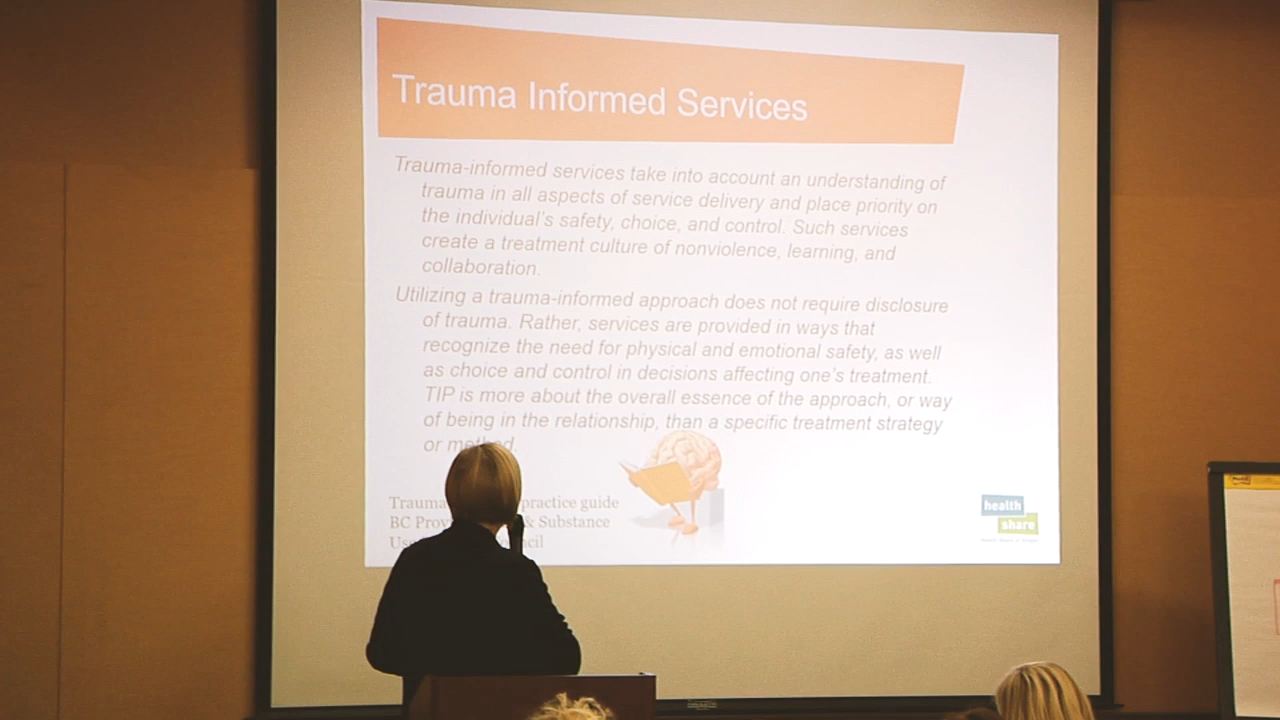 Trauma Informed Services
Trauma-informed services take into account an understanding of
trauma in all aspects of service delivery and place priority on
the individual's safety, choice, and control. Such services
create a treatment culture of nonviolence, learning, and
collaboration.
Utilizing a trauma-informed approach does not require disclosure
of trauma. Rather, services are provided in ways that
recognize the need for physical and emotional safety, as well
as choice and control in decisions affecting one's treatment.
TIP is more about the overall essence of the approach, or way
of being in the relationship, than a specific treatment strategy
or method
Trauma practice guide
BC Prov & Substance
Us cil
health
share